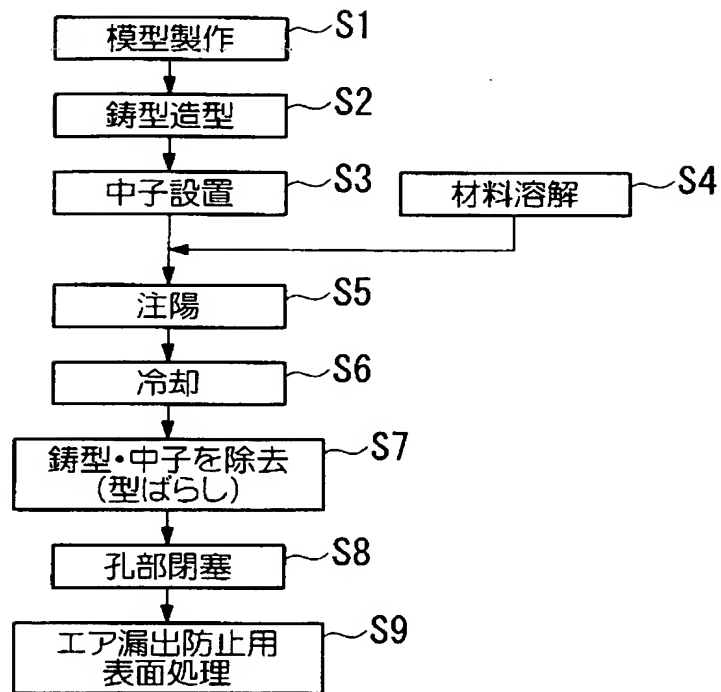 模型製作 S1
鋳型造型 S2
中子設置 S3
材料溶解 S4
注陽 S5
冷却 S6
鋳型・中子を除去
(型ばらし) S7
孔部閉塞 S8
エア漏出防止用
表面処理 S9